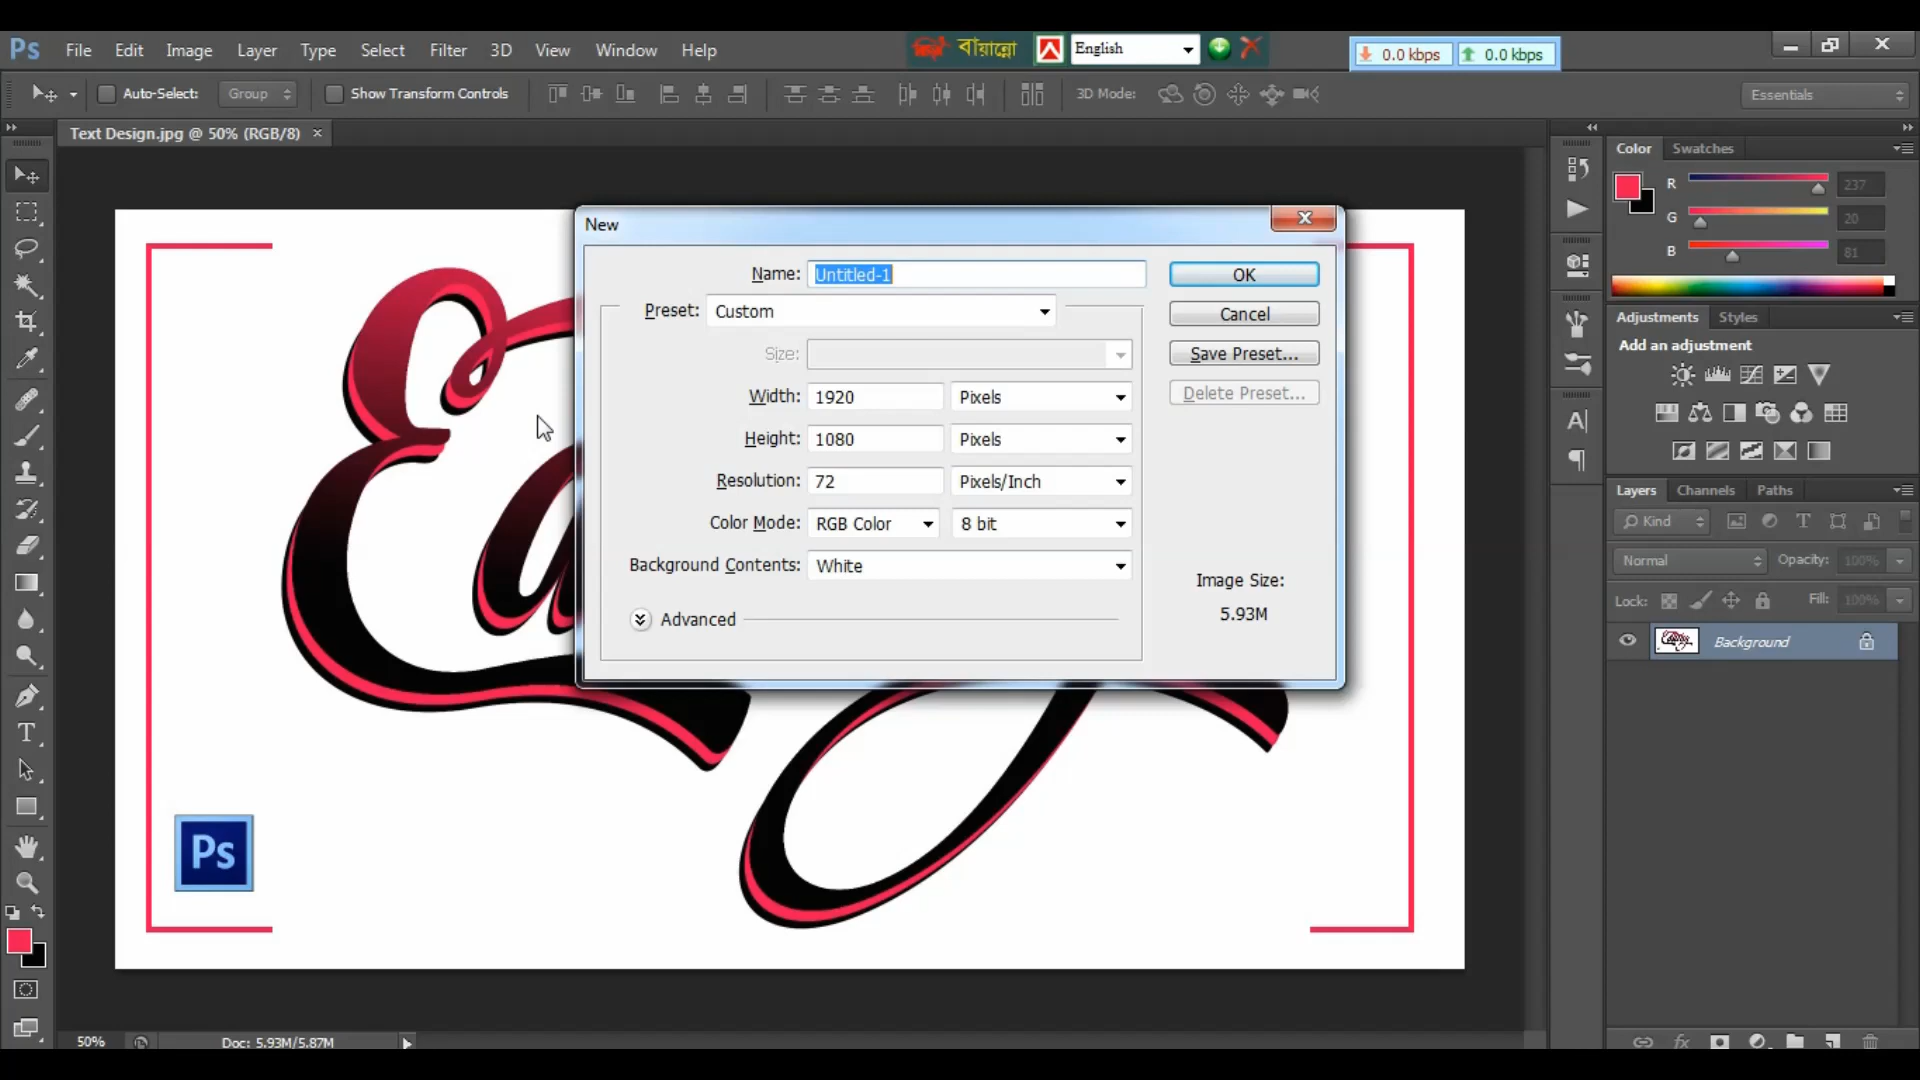 Ps File Edit Image Layer Type Select Filter 3D View Window Help বায়ান্নো English 0.0 kbps 0.0 kbps
Auto-Select: Group Show Transform Controls 3D Mode: Essentials
Text Design.jpg @ 50% (RGB/8) ×
Color Swatches
R 237
G 20
B 81
Adjustments Styles
Add an adjustment
Layers Channels Paths
Kind
Normal Opacity: 100%
Lock: Fill: 100%
Background
New
Name: Untitled-1 OK
Preset: Custom Cancel
Size: Save Preset...
Width: 1920 Pixels Delete Preset...
Height: 1080 Pixels
Resolution: 72 Pixels/Inch
Color Mode: RGB Color 8 bit
Background Contents: White
Image Size:
5.93M
Advanced
Ps
50% Doc: 5.93M/5.87M